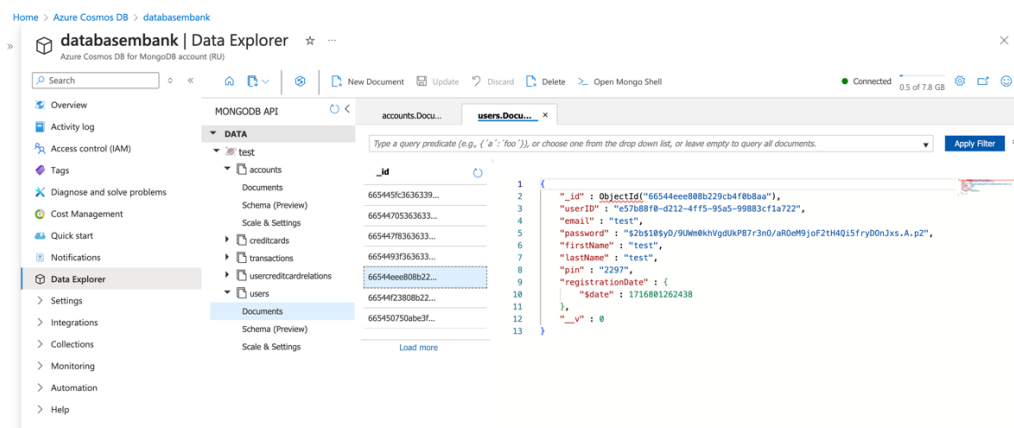 Home > Azure Cosmos DB > databasembank
databasembank | Data Explorer ☆ ...
Azure Cosmos DB for MongoDB account (RU)
Search
Overview
Activity log
Access control (IAM)
Tags
Diagnose and solve problems
Cost Management
Quick start
Notifications
Data Explorer
Settings
Integrations
Collections
Monitoring
Automation
Help
New Document Update Discard Delete Open Mongo Shell
Connected 0.5 of 7.8 GB
MONGODB API
DATA
test
accounts
Documents
Schema (Preview)
Scale & Settings
creditcards
transactions
usercreditcardrelations
users
Documents
Schema (Preview)
Scale & Settings
accounts.Docu... users.Docu... ×
Type a query predicate (e.g., {´a´:´foo´}), or choose one from the drop down list, or leave empty to query all documents.
Apply Filter
_id
665445fc3636339...
66544705363633...
665447f8363633...
6654493f363633...
66544eee808b22...
66544f23808b22...
665450750abe3f...
Load more
1 {
2 "_id" : ObjectId("66544eee808b229cb4f0b8aa"),
3 "userID" : "e57b88f0-d212-4ff5-95a5-99883cf1a722",
4 "email" : "test",
5 "password" : "$2b$10$yD/9UWm0khVgdUkP87r3nO/aROeM9joF2tH4Qi5fryDOnJxs.A.p2",
6 "firstName" : "test",
7 "lastName" : "test",
8 "pin" : "2297",
9 "registrationDate" : {
10 "$date" : 1716801262438
11 },
12 "__v" : 0
13 }